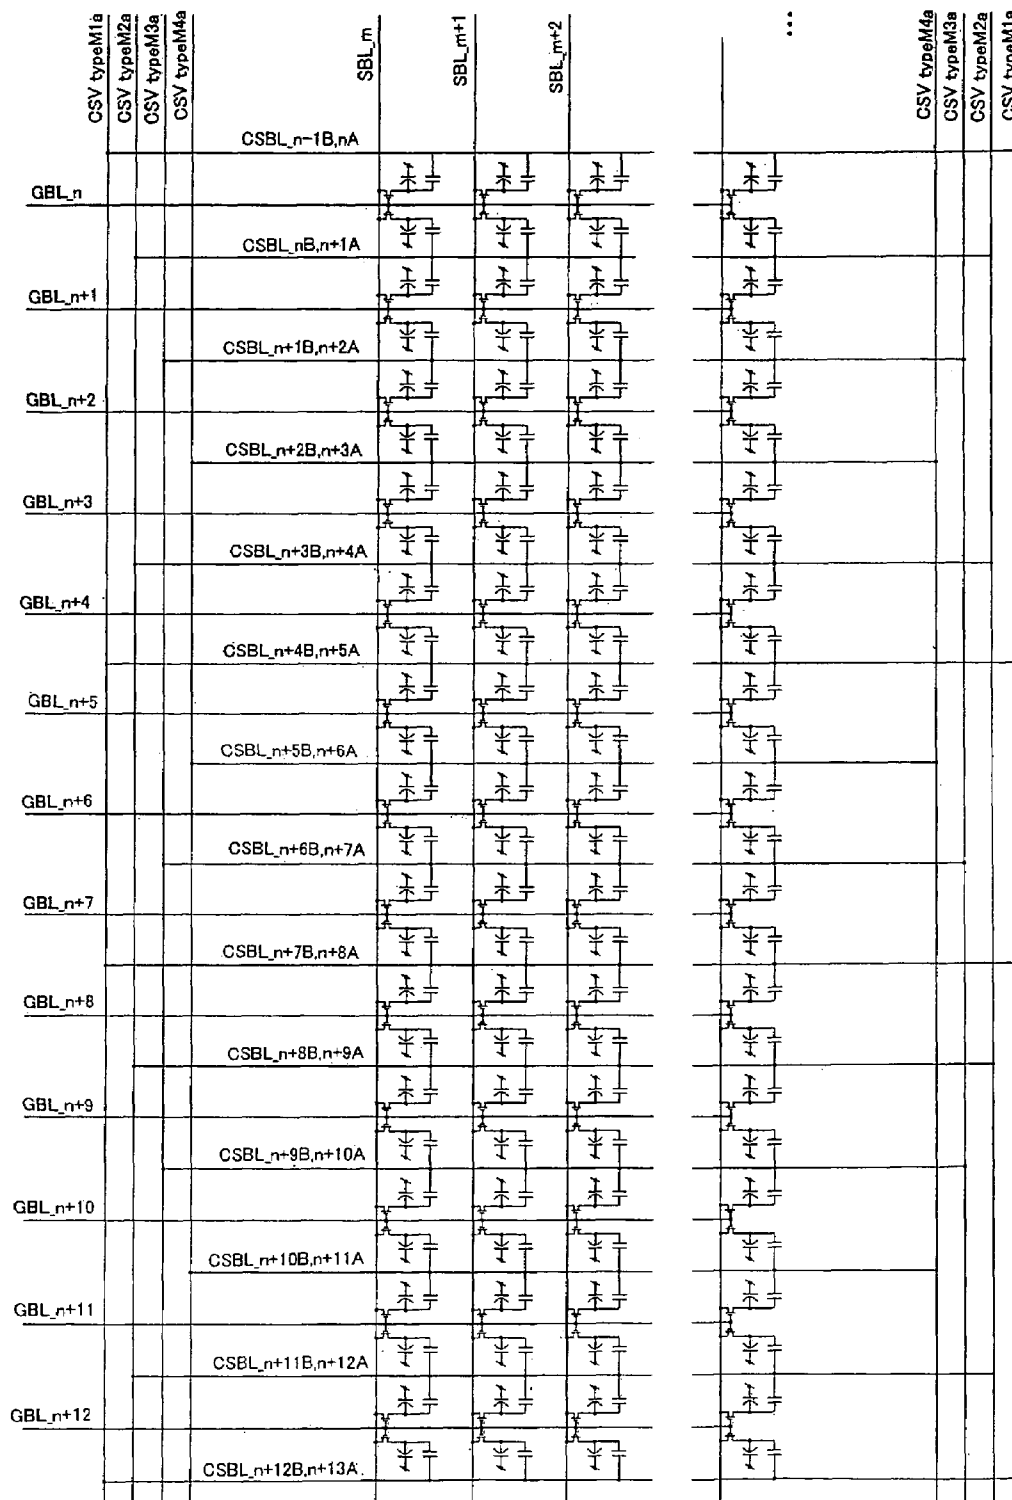 CSV typeM1a
CSV typeM2a
CSV typeM3a
CSV typeM4a
SBL_m
SBL_m+1
SBL_m+2
...
CSV typeM4a
CSV typeM3a
CSV typeM2a
CSV typeM1a
CSBL_n-1B,nA
GBL_n
CSBL_nB,n+1A
GBL_n+1
CSBL_n+1B,n+2A
GBL_n+2
CSBL_n+2B,n+3A
GBL_n+3
CSBL_n+3B,n+4A
GBL_n+4
CSBL_n+4B,n+5A
GBL_n+5
CSBL_n+5B,n+6A
GBL_n+6
CSBL_n+6B,n+7A
GBL_n+7
CSBL_n+7B,n+8A
GBL_n+8
CSBL_n+8B,n+9A
GBL_n+9
CSBL_n+9B,n+10A
GBL_n+10
CSBL_n+10B,n+11A
GBL_n+11
CSBL_n+11B,n+12A
GBL_n+12
CSBL_n+12B,n+13A